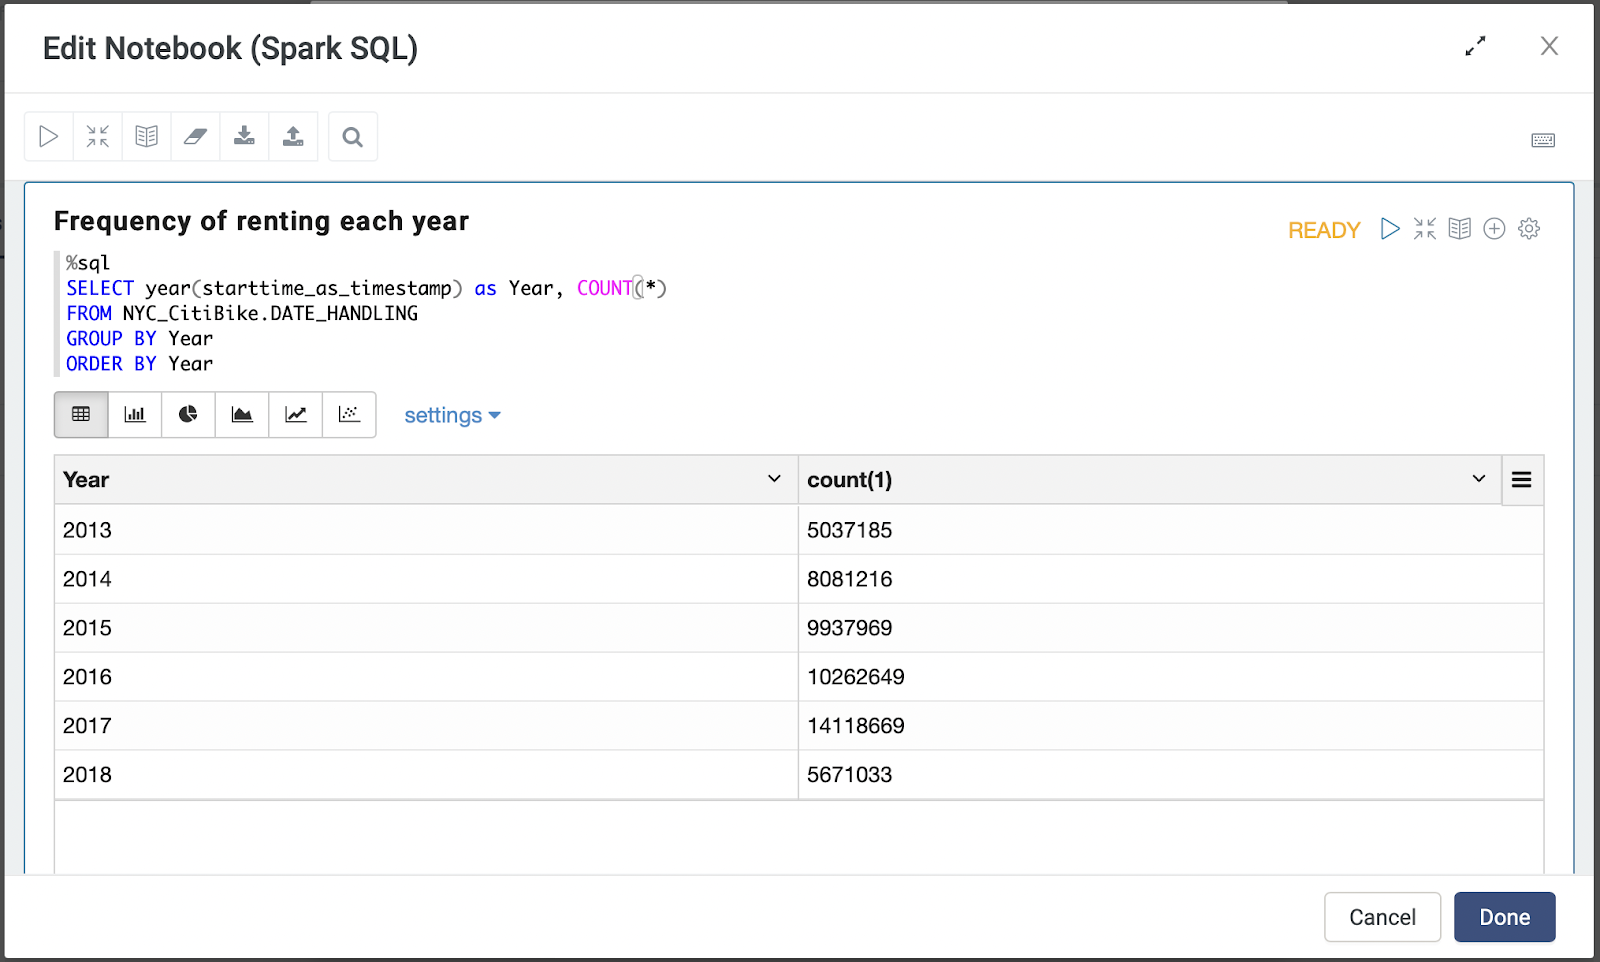 Edit Notebook (Spark SQL)
Frequency of renting each year
READY
%sql
SELECT year(starttime_as_timestamp) as Year, COUNT(*)
FROM NYC_CitiBike.DATE_HANDLING
GROUP BY Year
ORDER BY Year
settings
Year count(1)
2013 5037185
2014 8081216
2015 9937969
2016 10262649
2017 14118669
2018 5671033
Cancel Done